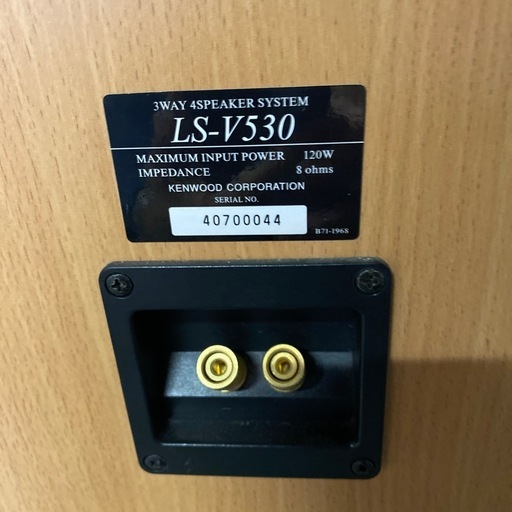 3WAY 4SPEAKER SYSTEM
LS-V530
MAXIMUM INPUT POWER 120W
IMPEDANCE 8 ohms
KENWOOD CORPORATION
SERIAL NO.
40700044
B71-1968